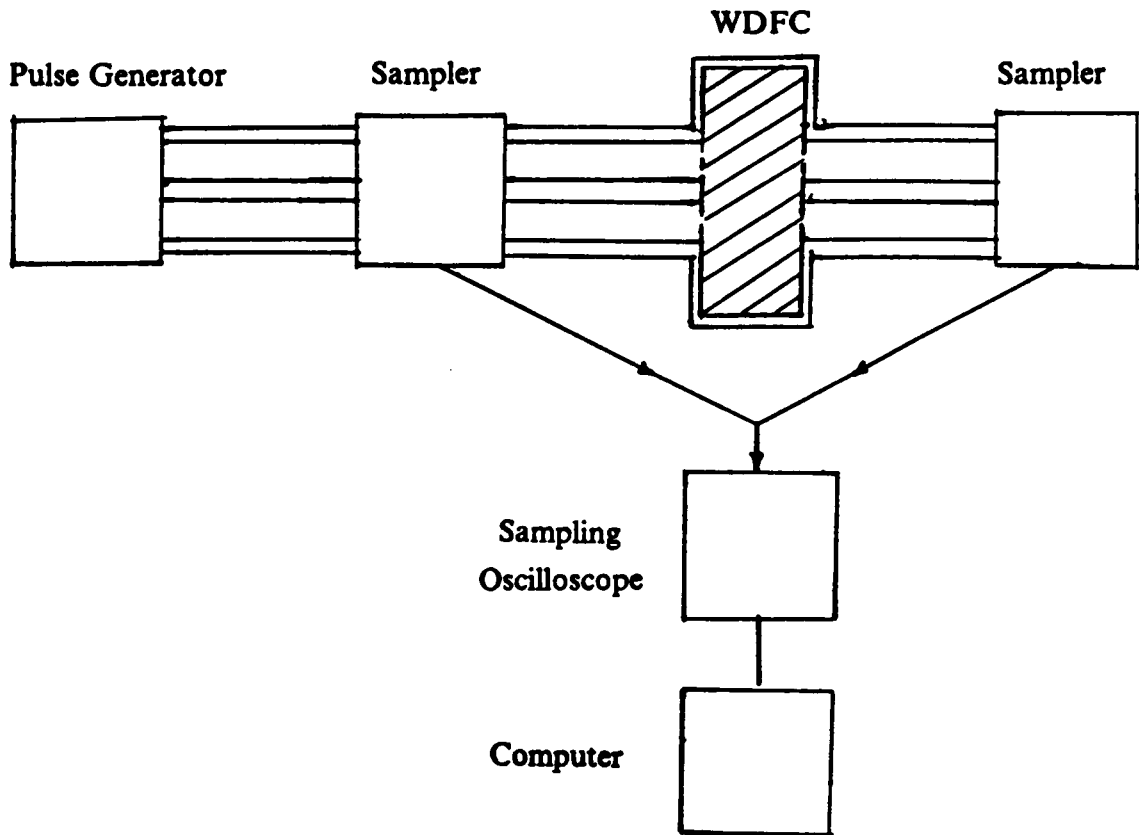 WDFC
Pulse Generator
Sampler
Sampler
Sampling
Oscilloscope
Computer